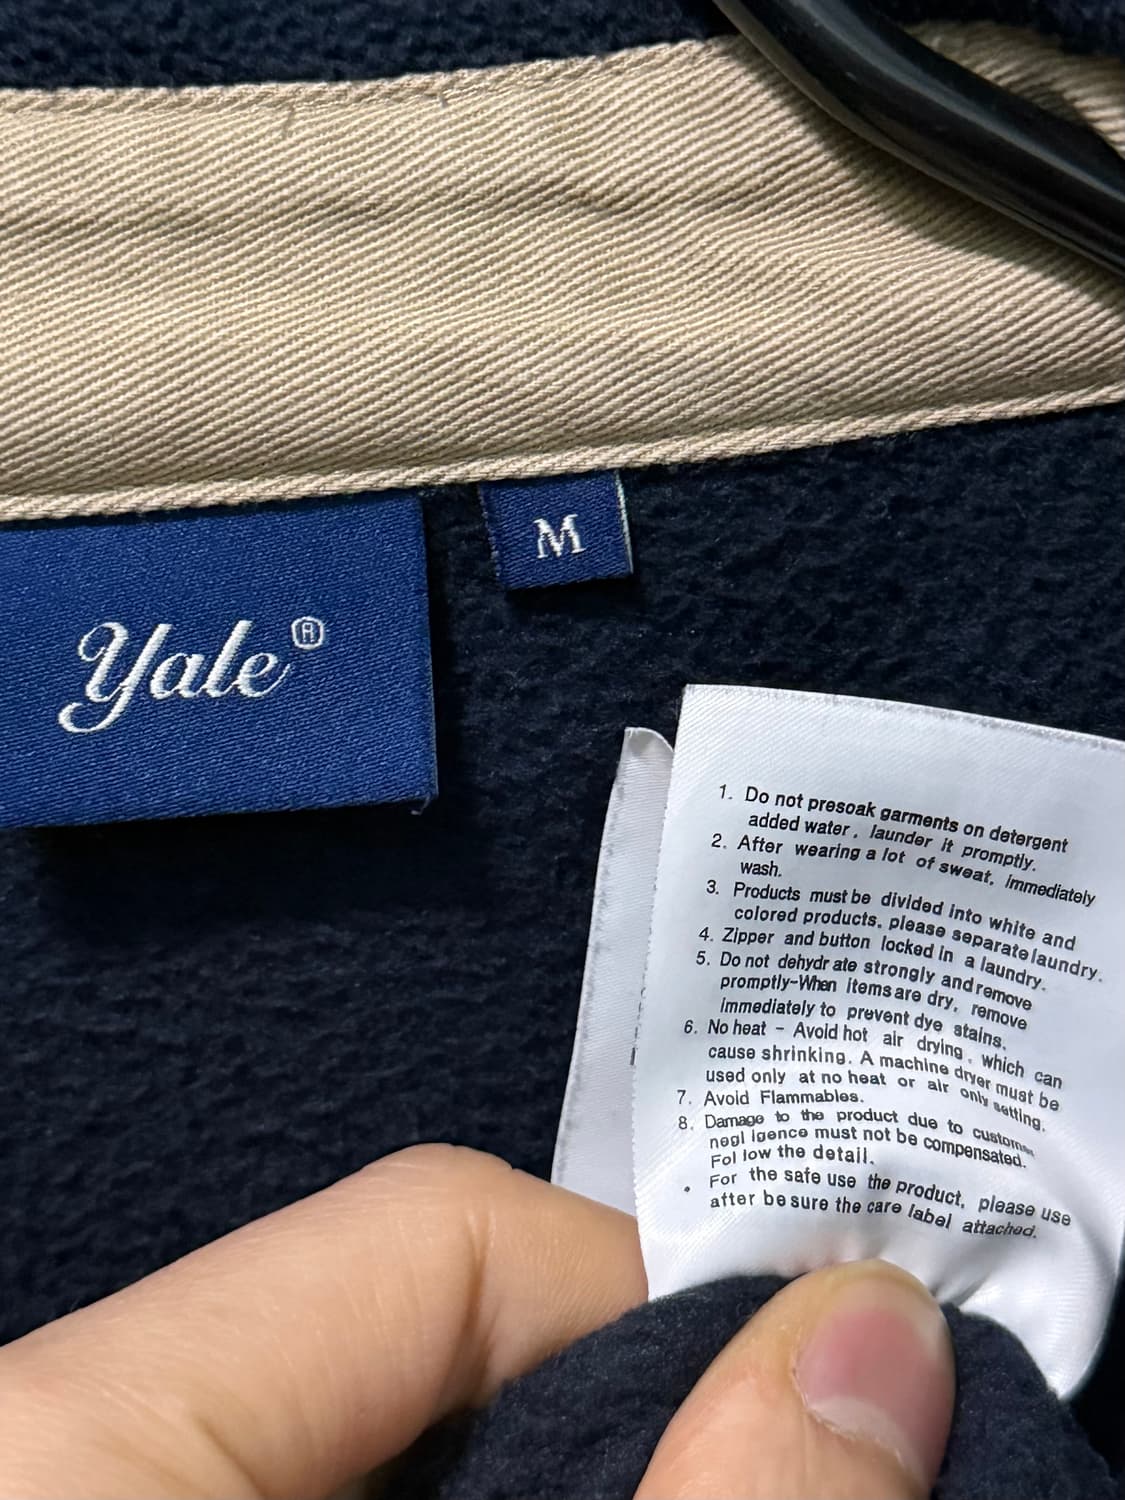 Yale®
M
1. Do not presoak garments on detergent
added water, launder it promptly.
2. After wearing a lot of sweat, immediately
wash.
3. Products must be divided into white and
colored products, please separate laundry.
4. Zipper and button locked in a laundry.
5. Do not dehydr ate strongly and remove
promptly-When items are dry, remove
immediately to prevent dye stains.
6. No heat - Avoid hot air drying, which can
cause shrinking. A machine dryer must be
used only at no heat or air only setting.
7. Avoid Flammables.
8. Damage to the product due to
negl igence must not be compensated.
Fol low the detail.
• For the safe use the product, please use
after be sure the care label attached.